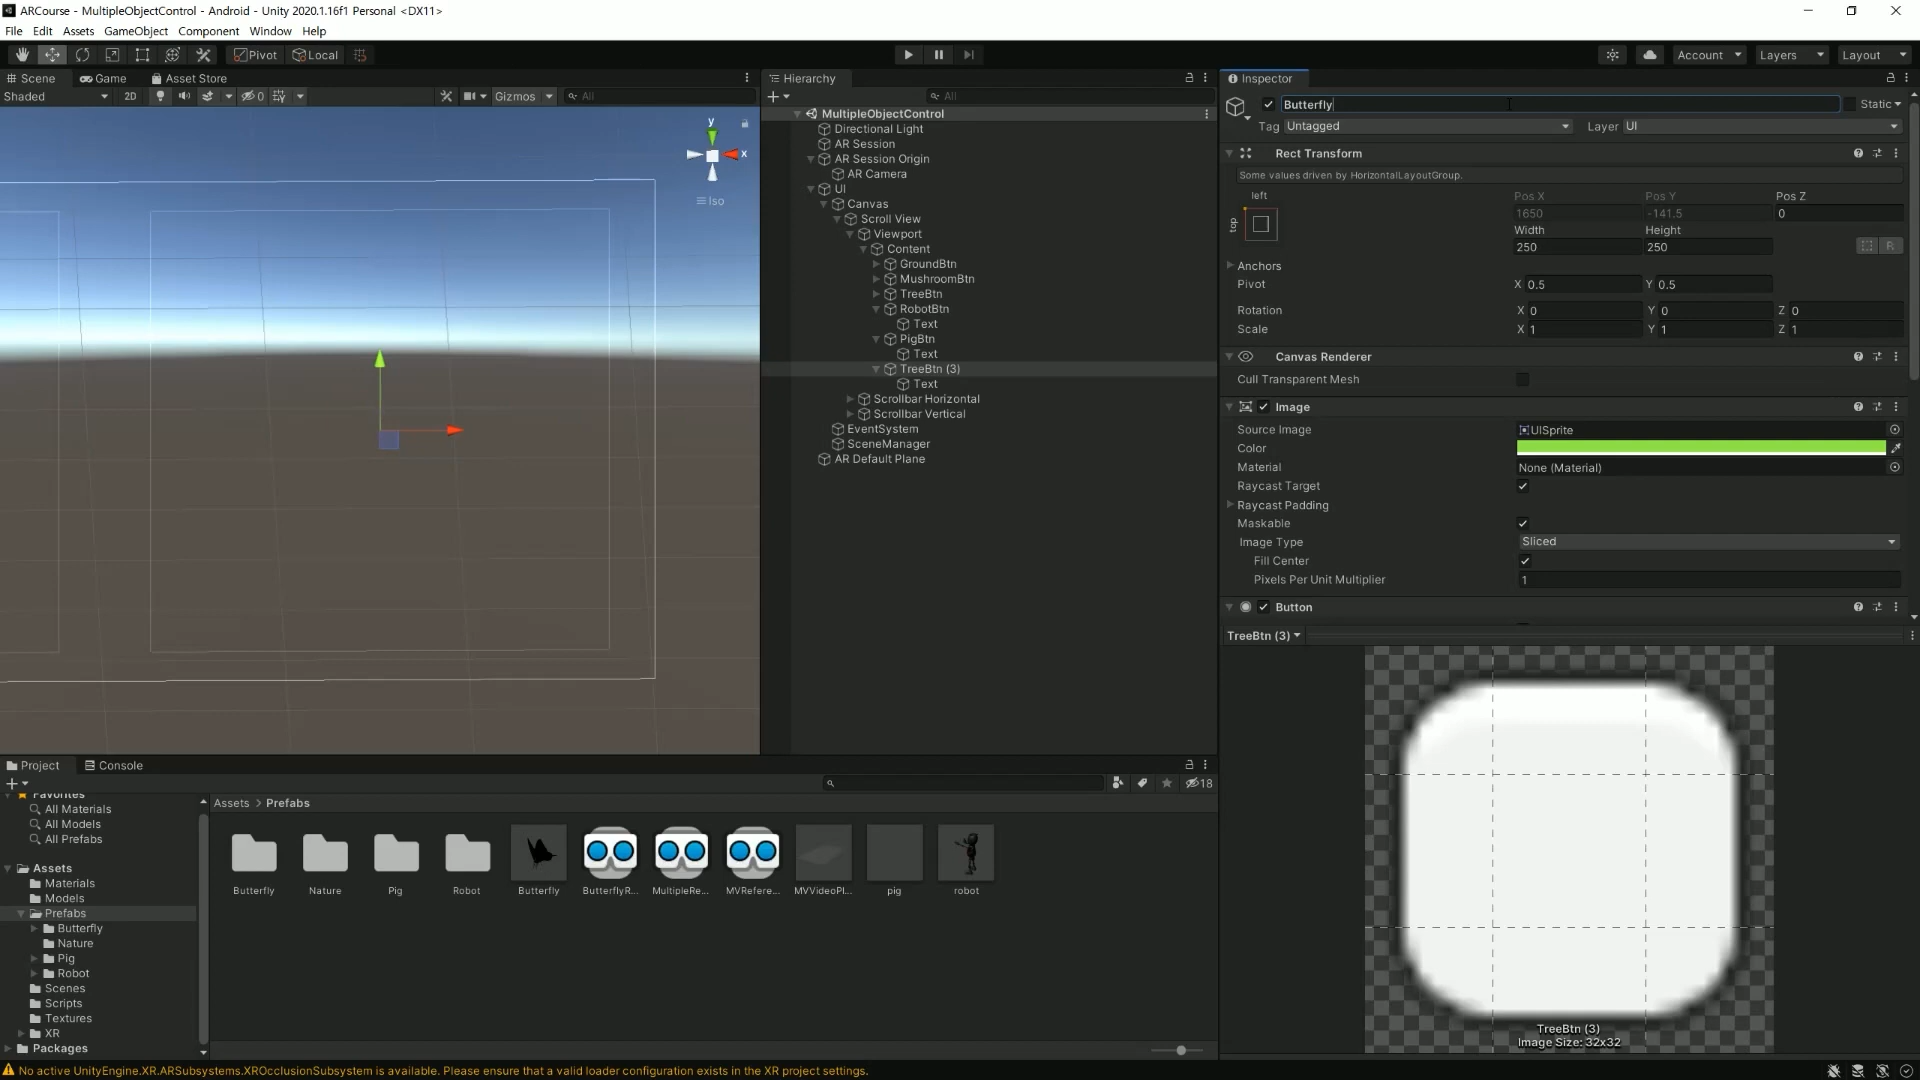 ARCourse - MultipleObjectControl - Android - Unity 2020.1.16f1 Personal <DX11>
File Edit Assets GameObject Component Window Help
Pivot Local Account Layers Layout
Scene Game Asset Store
Shaded 2D 0 Gizmos All
y
x
Iso
Hierarchy
All
MultipleObjectControl
Directional Light
AR Session
AR Session Origin
AR Camera
UI
Canvas
Scroll View
Viewport
Content
GroundBtn
MushroomBtn
TreeBtn
RobotBtn
Text
PigBtn
Text
TreeBtn (3)
Text
Scrollbar Horizontal
Scrollbar Vertical
EventSystem
SceneManager
AR Default Plane
Inspector
Butterfly Static
Tag Untagged Layer UI
Rect Transform
Some values driven by HorizontalLayoutGroup.
left Pos X Pos Y Pos Z
top 1650 -141.5 0
Width Height
250 250 R
Anchors
Pivot X 0.5 Y 0.5
Rotation X 0 Y 0 Z 0
Scale X 1 Y 1 Z 1
Canvas Renderer
Cull Transparent Mesh
Image
Source Image UISprite
Color
Material None (Material)
Raycast Target
Raycast Padding
Maskable
Image Type Sliced
Fill Center
Pixels Per Unit Multiplier 1
Button
TreeBtn (3)
TreeBtn (3)
Image Size: 32x32
Project Console
18
Favorites
All Materials
All Models
All Prefabs
Assets
Materials
Models
Prefabs
Butterfly
Nature
Pig
Robot
Scenes
Scripts
Textures
XR
Packages
Assets > Prefabs
Butterfly Nature Pig Robot Butterfly ButterflyR... MultipleRe... MVRefere... MVVideoPl... pig robot
No active UnityEngine.XR.ARSubsystems.XROcclusionSubsystem is available. Please ensure that a valid loader configuration exists in the XR project settings.